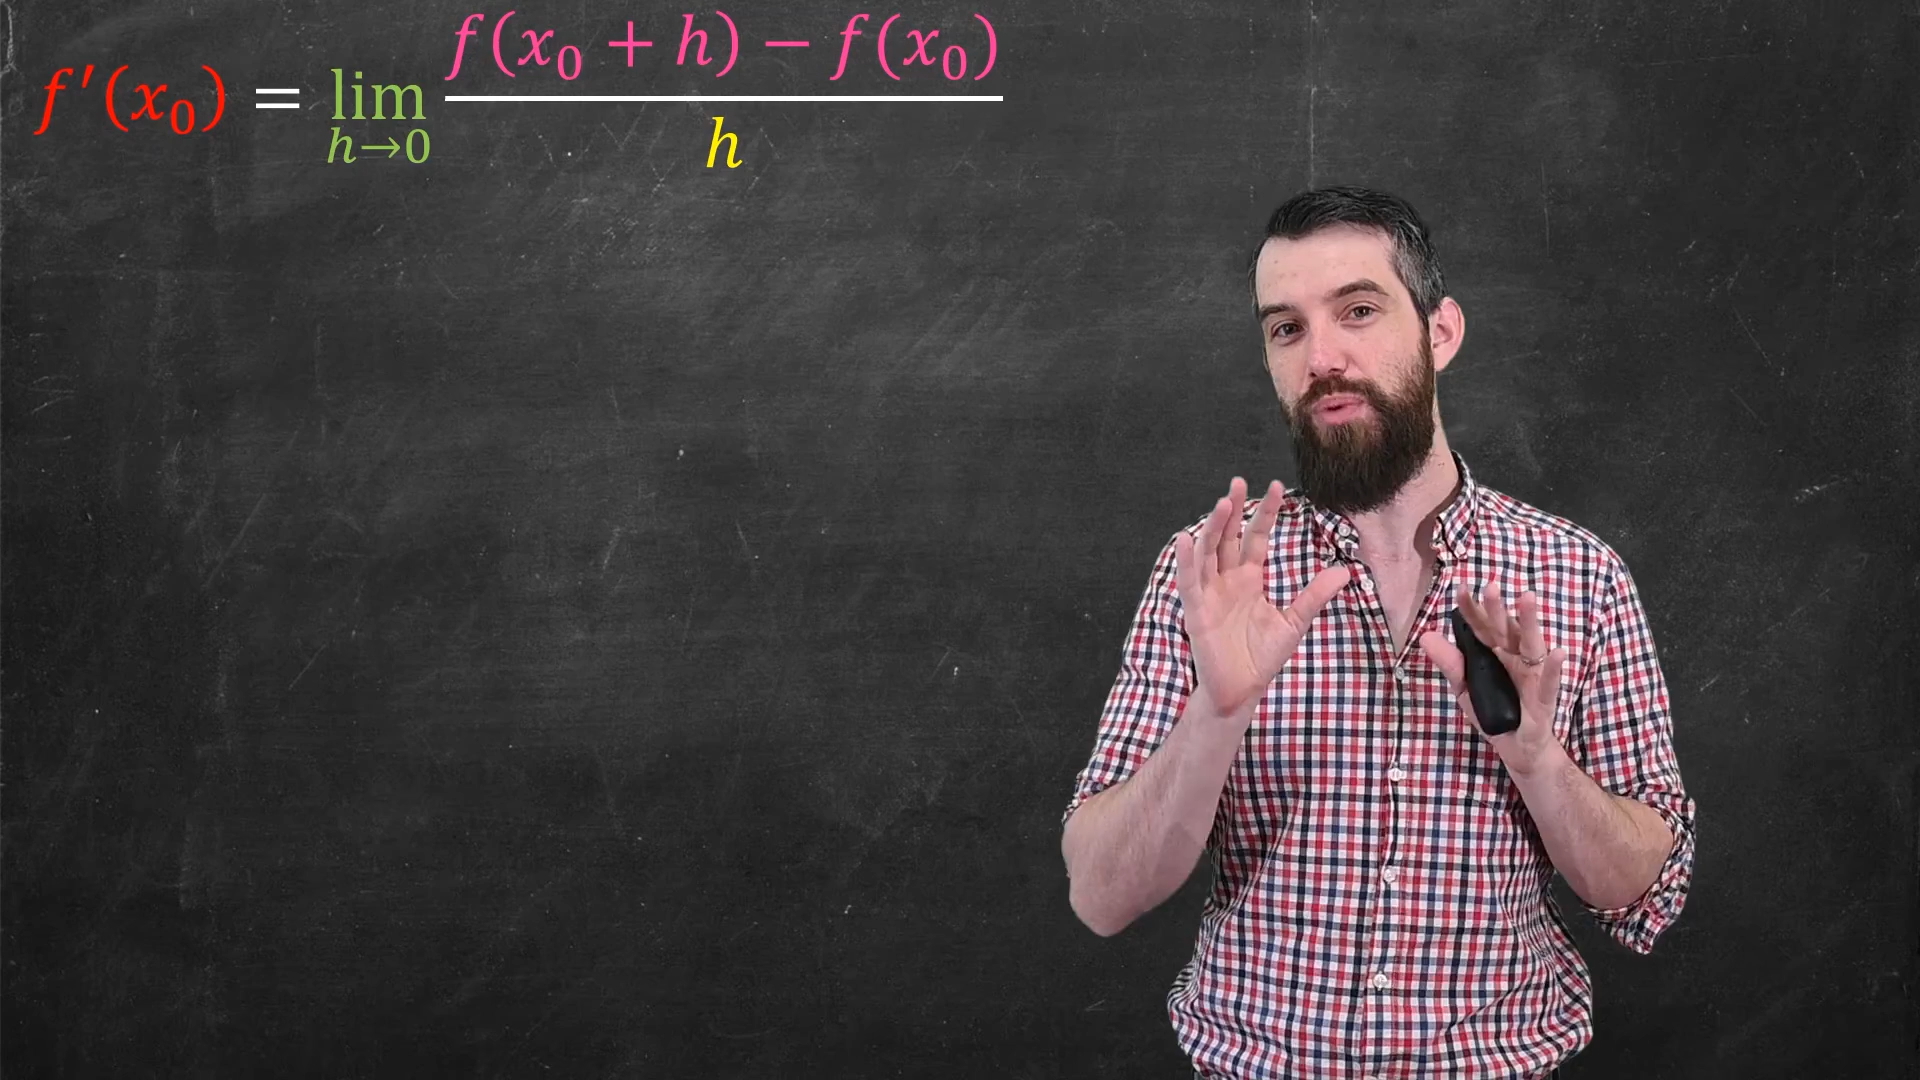 f′(x₀) = lim h→0 f(x₀ + h) − f(x₀) / h